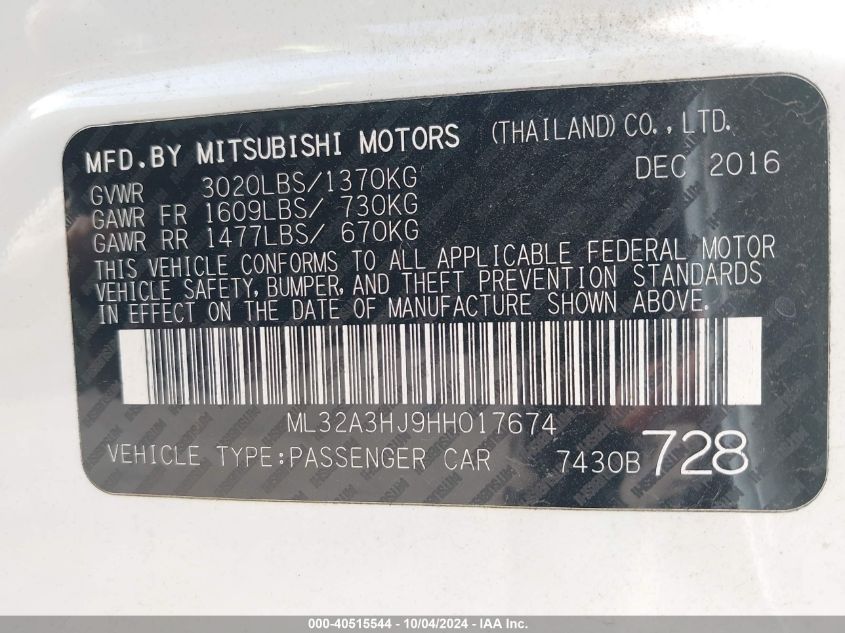 MFD.BY MITSUBISHI MOTORS (THAILAND)CO.,LTD.
GVWR 3020LBS/1370KG DEC 2016
GAWR FR 1609LBS/ 730KG
GAWR RR 1477LBS/ 670KG
THIS VEHICLE CONFORMS TO ALL APPLICABLE FEDERAL MOTOR
VEHICLE SAFETY, BUMPER, AND THEFT PREVENTION STANDARDS
IN EFFECT ON THE DATE OF MANUFACTURE SHOWN ABOVE.
ML32A3HJ9HH017674
VEHICLE TYPE:PASSENGER CAR 7430B 728
000-40515544 - 10/04/2024 - IAA Inc.